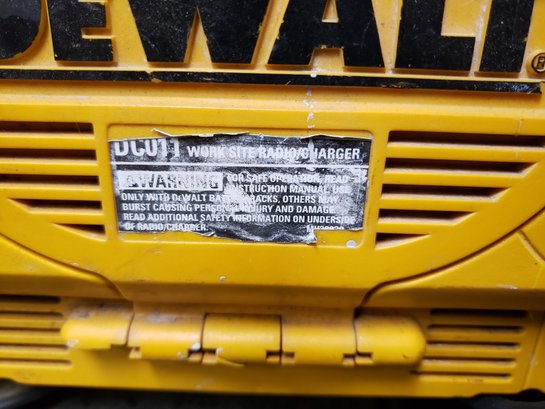 DEWALT ®
DC011 WORK SITE RADIO/CHARGER
WARNING FOR SAFE OPERATION, READ
INSTRUCTION MANUAL. USE
ONLY WITH DeWALT BATT PACKS, OTHERS MAY
BURST CAUSING PERSONAL INJURY AND DAMAGE.
READ ADDITIONAL SAFETY INFORMATION ON UNDERSIDE
OF RADIO/CHARGER.